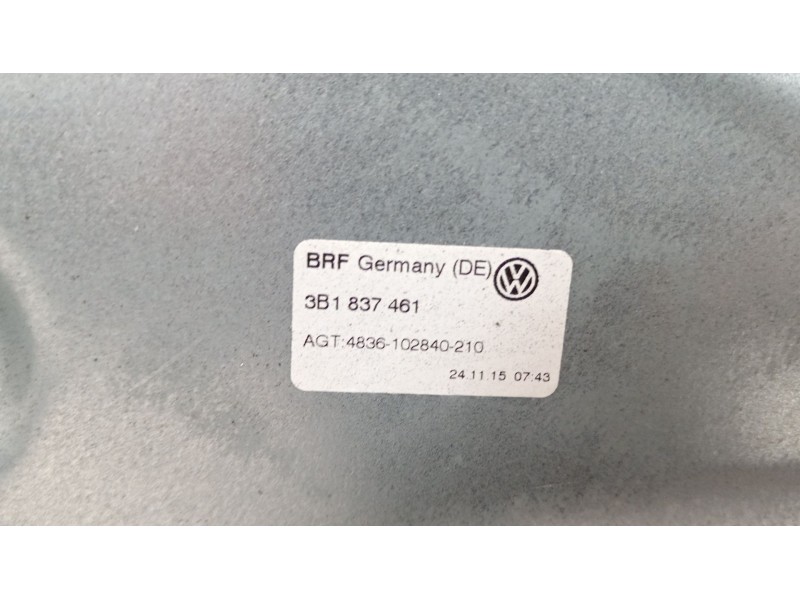 BRF Germany (DE)
3B1 837 461
AGT:4836-102840-210
24.11.15 07:43